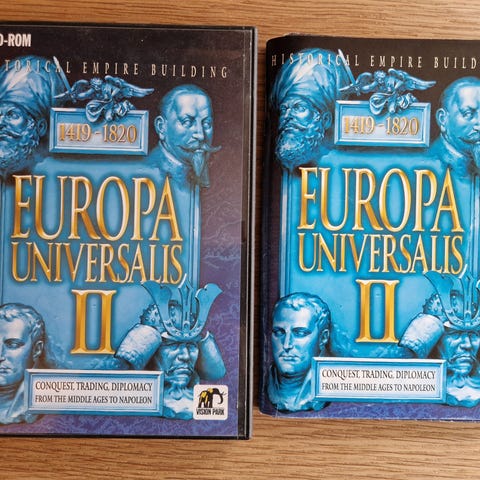 D-ROM
TORICAL EMPIRE BUILDING
1419-1820
EUROPA
UNIVERSALIS
II
CONQUEST, TRADING, DIPLOMACY
FROM THE MIDDLE AGES TO NAPOLEON
VISION PARK
HISTORICAL EMPIRE BUILD
1419-1820
EUROPA
UNIVERSALIS
II
CONQUEST, TRADING, DIPLOMACY
FROM THE MIDDLE AGES TO NAPOLEON